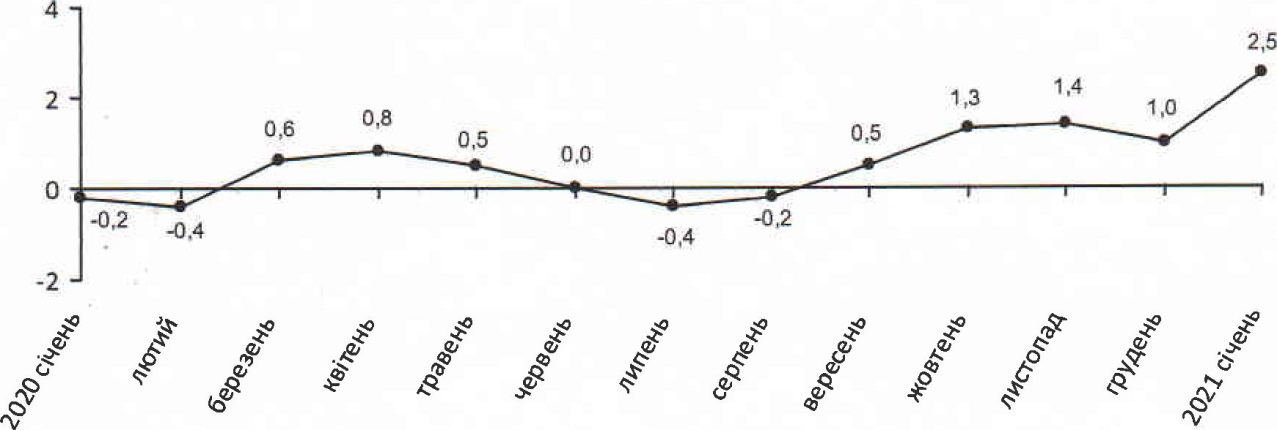 4
2
0
-2
-0,2
-0,4
0,6
0,8
0,5
0,0
-0,4
-0,2
0,5
1,3
1,4
1,0
2,5
2020 січень
лютий
березень
квітень
травень
червень
липень
серпень
вересень
жовтень
листопад
грудень
2021 січень